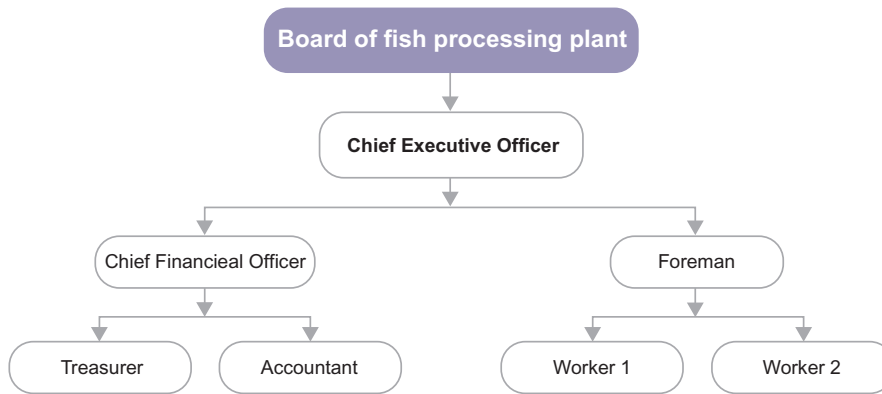 Board of fish processing plant
Chief Executive Officer
Chief Financieal Officer
Foreman
Treasurer
Accountant
Worker 1
Worker 2